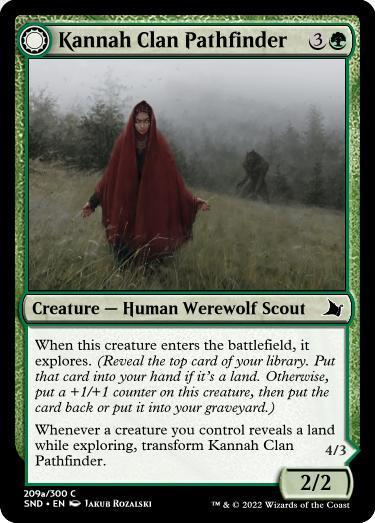 Kannah Clan Pathfinder 3
Creature — Human Werewolf Scout
When this creature enters the battlefield, it
explores. (Reveal the top card of your library. Put
that card into your hand if it's a land. Otherwise,
put a +1/+1 counter on this creature, then put the
card back or put it into your graveyard.)
Whenever a creature you control reveals a land
while exploring, transform Kannah Clan
Pathfinder.
4/3
2/2
209a/300 C
SND • EN Jakub Rozalski
™ & © 2022 Wizards of the Coast